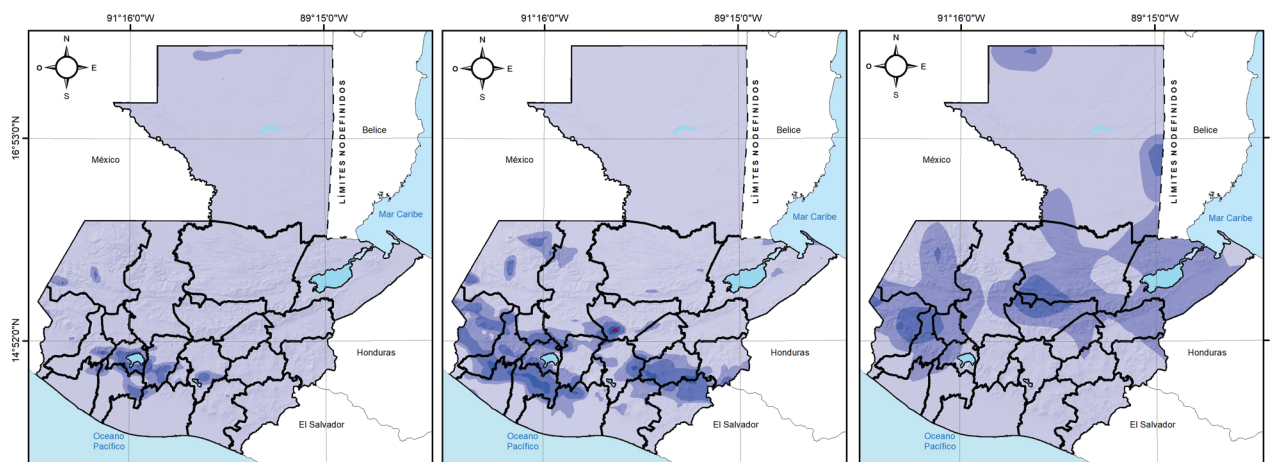 91°16'0"W 89°15'0"W 91°16'0"W 89°15'0"W 91°16'0"W 89°15'0"W
N
O E
S
LÍMITES NODEFINIDOS
Belice
16°53'0"N
México
Mar Caribe
14°52'0"N
Honduras
El Salvador
Oceano
Pacífico
N
O E
S
LÍMITES NODEFINIDOS
Belice
México
Mar Caribe
Honduras
El Salvador
Oceano
Pacífico
N
O E
S
LÍMITES NODEFINIDOS
Belice
México
Mar Caribe
Honduras
El Salvador
Oceano
Pacífico